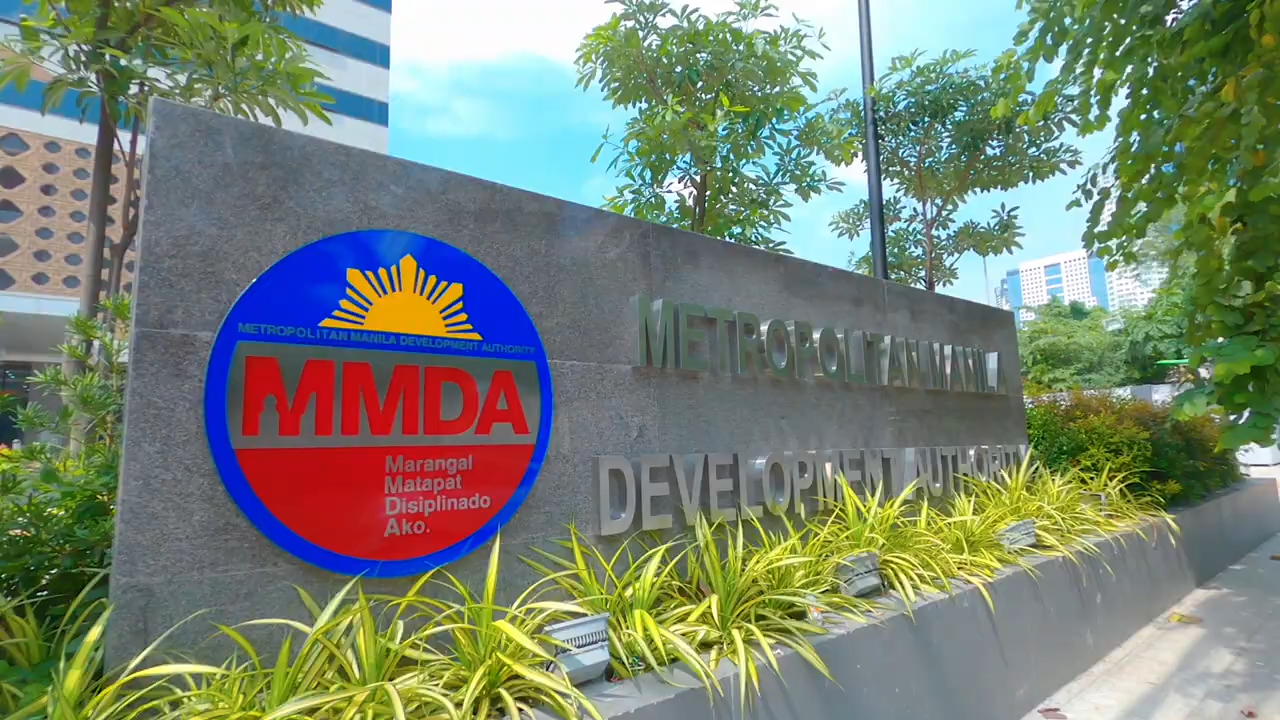 METROPOLITAN MANILA DEVELOPMENT AUTHORITY
MMDA
Marangal
Matapat
Disiplinado
Ako.
METROPOLITAN MANILA
DEVELOPMENT AUTHORITY